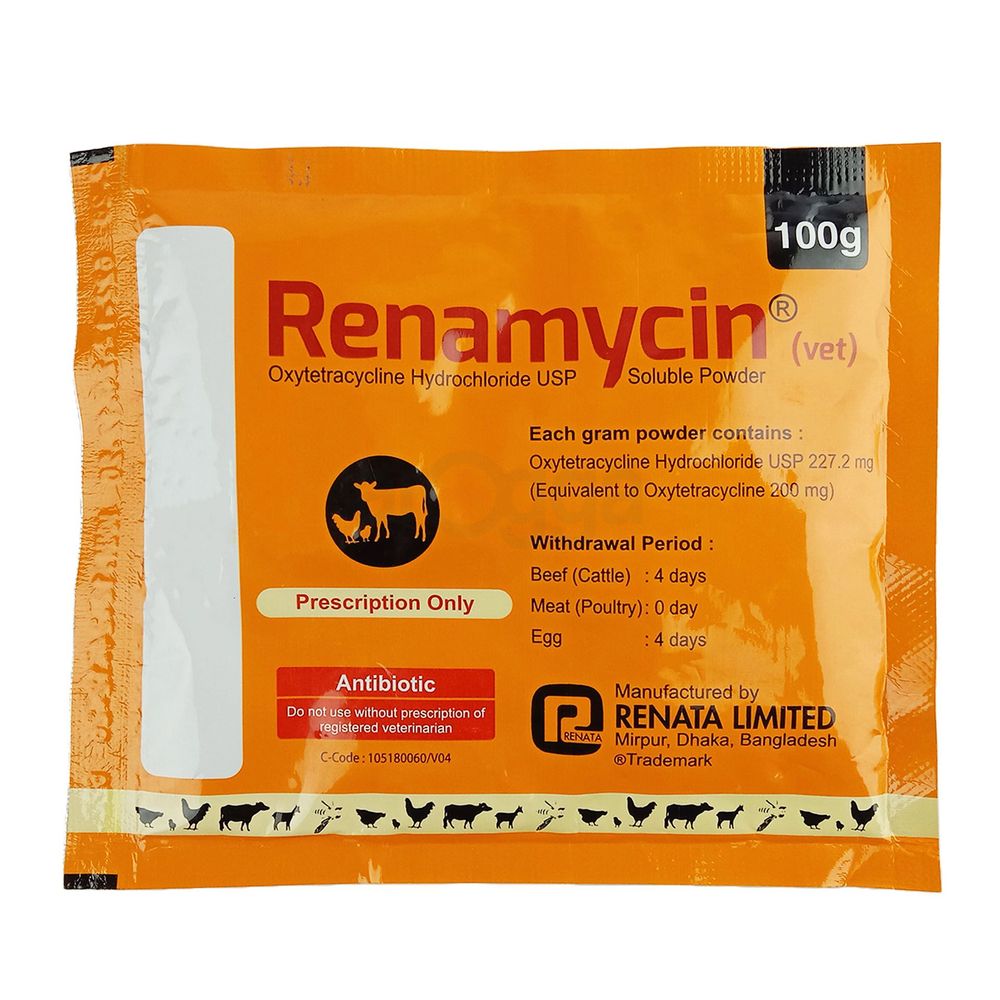 100g
Renamycin® (vet)
Oxytetracycline Hydrochloride USP Soluble Powder
Each gram powder contains :
Oxytetracycline Hydrochloride USP 227.2 mg
(Equivalent to Oxytetracycline 200 mg)
Withdrawal Period :
Beef (Cattle) : 4 days
Meat (Poultry) : 0 day
Egg : 4 days
Prescription Only
Antibiotic
Do not use without prescription of
registered veterinarian
C-Code : 105180060/V04
RENATA
Manufactured by
RENATA LIMITED
Mirpur, Dhaka, Bangladesh
®Trademark